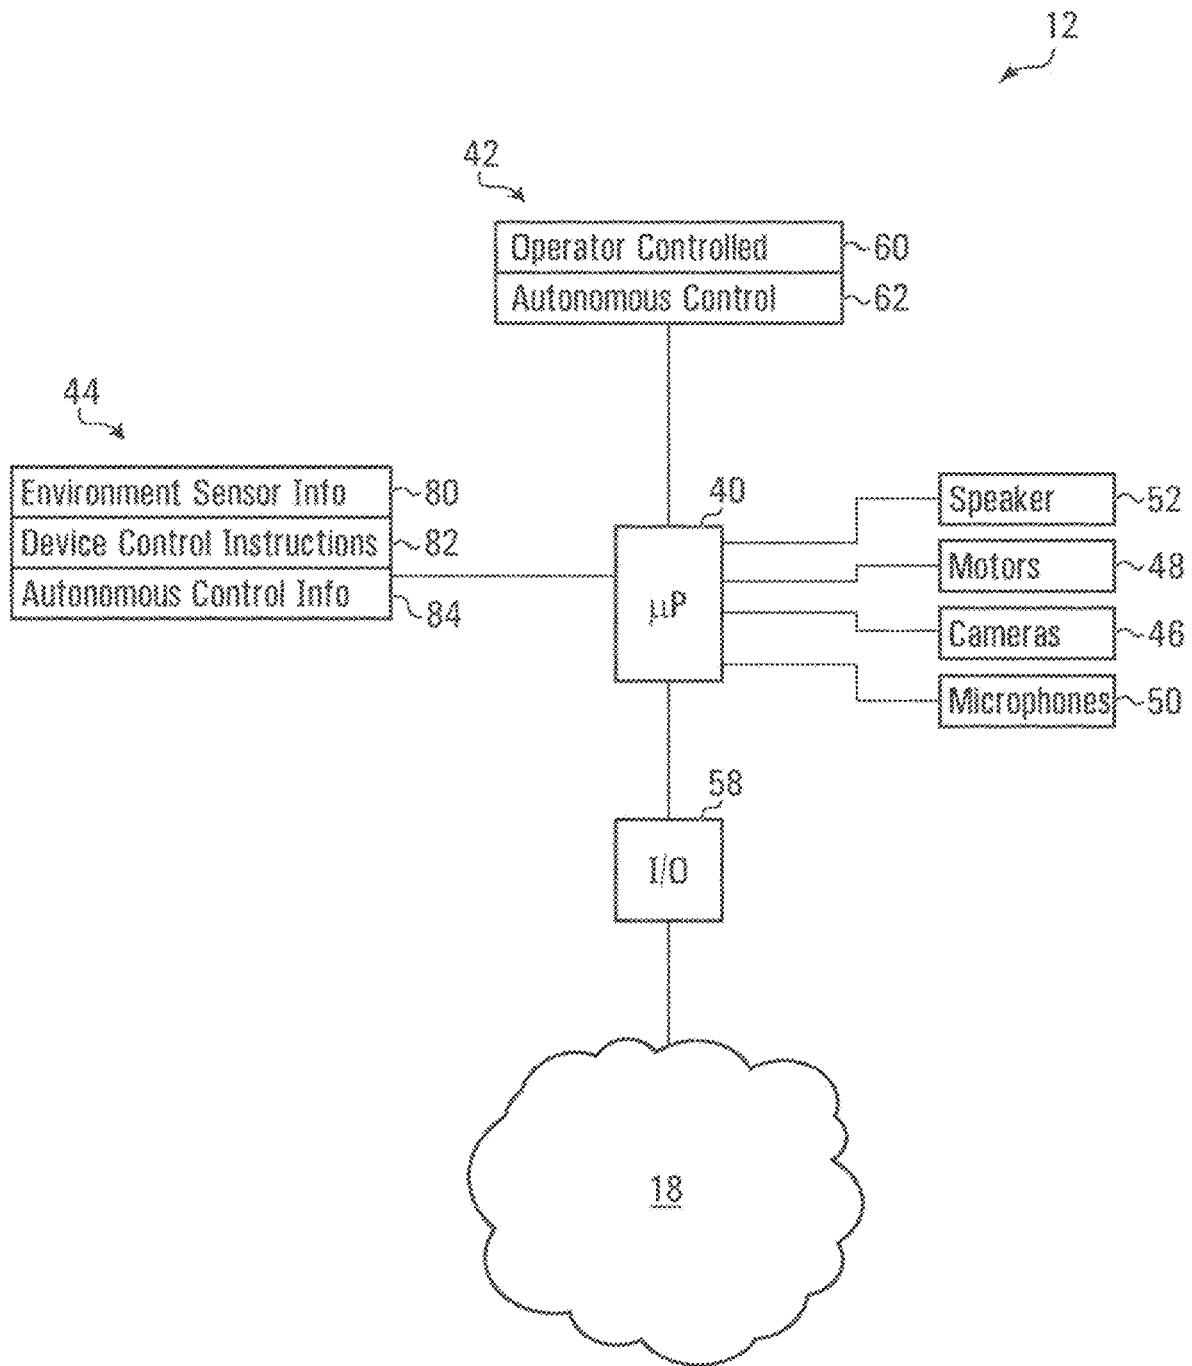 12
42
Operator Controlled 60
Autonomous Control 62
44
Environment Sensor Info 80
Device Control Instructions 82
Autonomous Control Info 84
40
µP
Speaker 52
Motors 48
Cameras 46
Microphones 50
58
I/O
18